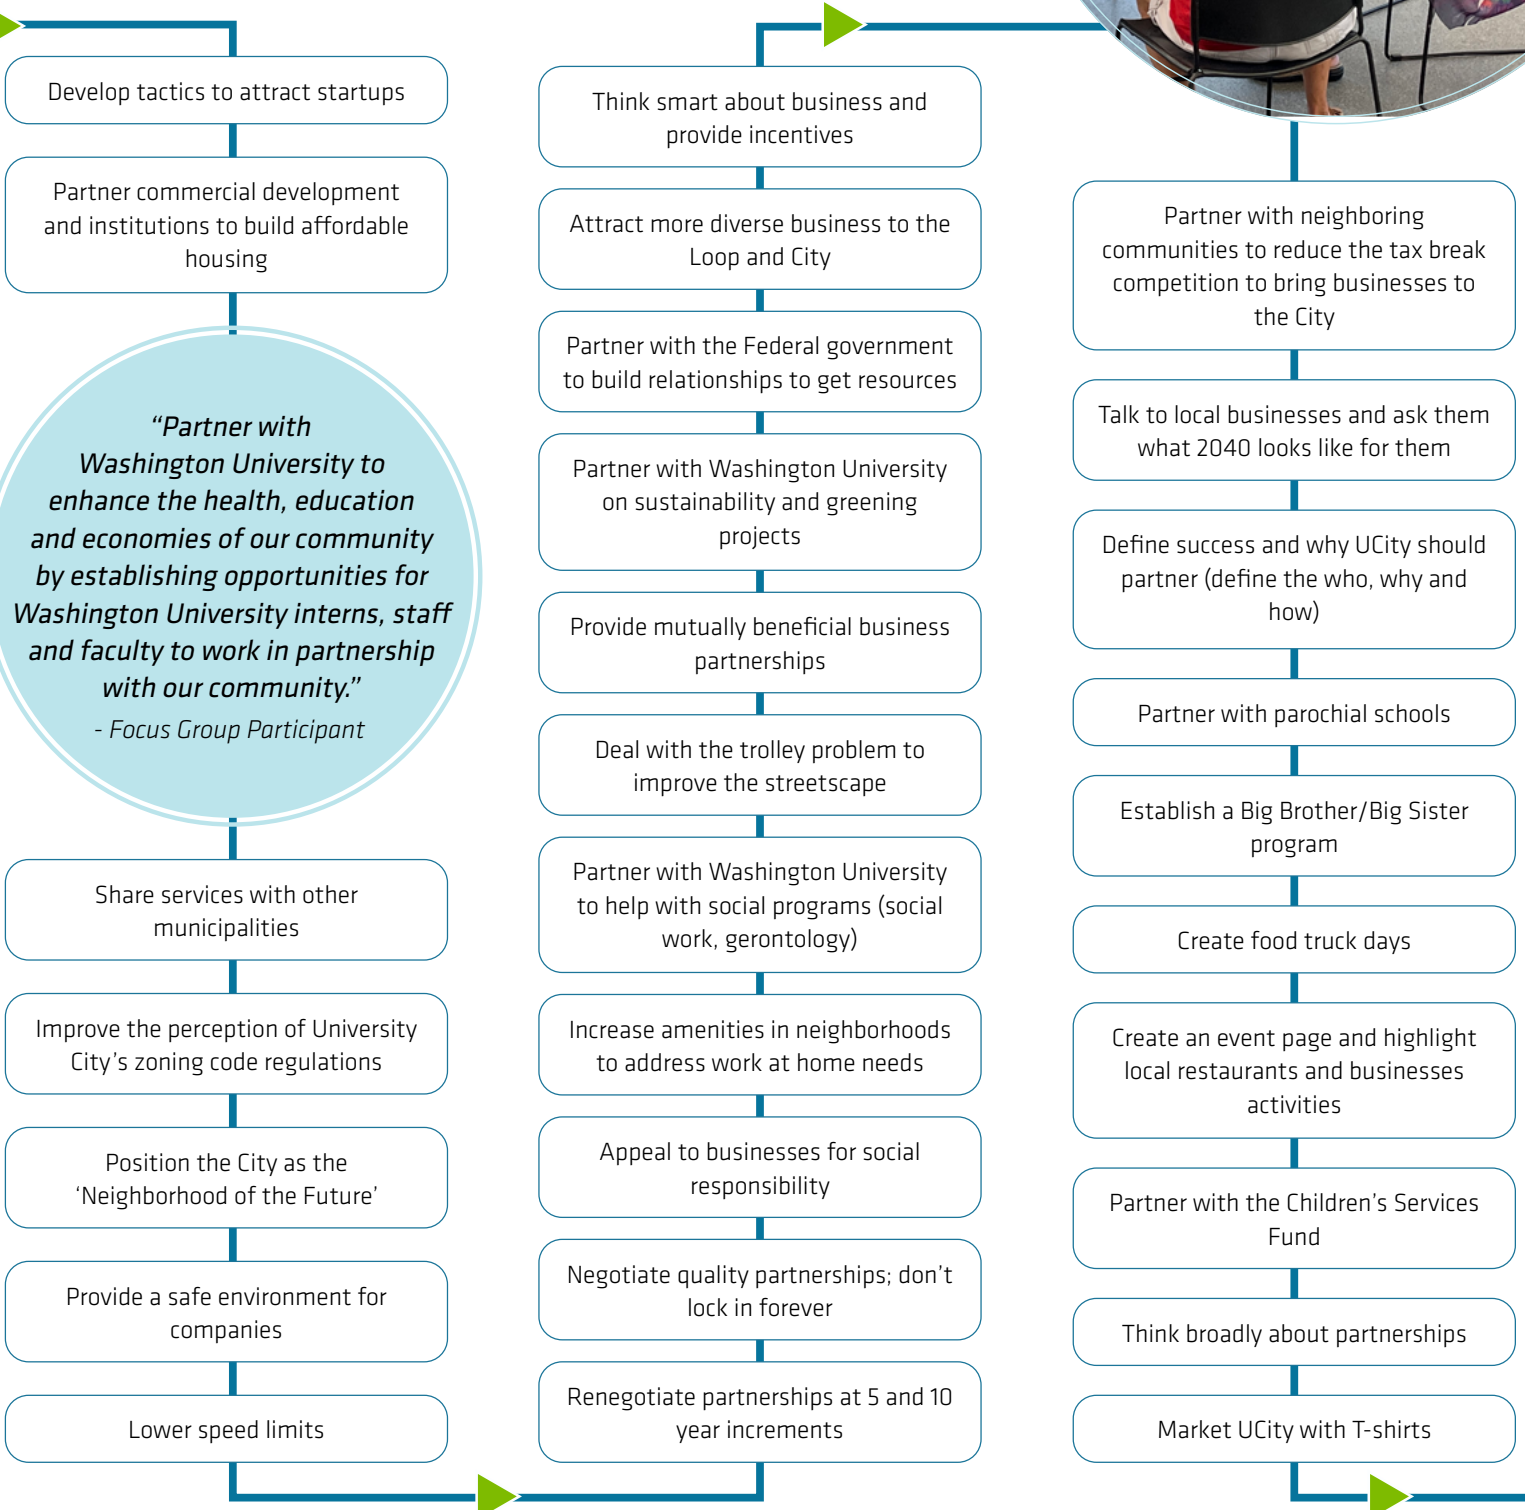 Develop tactics to attract startups
Partner commercial development
and institutions to build affordable
housing
“Partner with
Washington University to
enhance the health, education
and economies of our community
by establishing opportunities for
Washington University interns, staff
and faculty to work in partnership
with our community.”
- Focus Group Participant
Share services with other
municipalities
Improve the perception of University
City’s zoning code regulations
Position the City as the
‘Neighborhood of the Future’
Provide a safe environment for
companies
Lower speed limits
Think smart about business and
provide incentives
Attract more diverse business to the
Loop and City
Partner with the Federal government
to build relationships to get resources
Partner with Washington University
on sustainability and greening
projects
Provide mutually beneficial business
partnerships
Deal with the trolley problem to
improve the streetscape
Partner with Washington University
to help with social programs (social
work, gerontology)
Increase amenities in neighborhoods
to address work at home needs
Appeal to businesses for social
responsibility
Negotiate quality partnerships; don’t
lock in forever
Renegotiate partnerships at 5 and 10
year increments
Partner with neighboring
communities to reduce the tax break
competition to bring businesses to
the City
Talk to local businesses and ask them
what 2040 looks like for them
Define success and why UCity should
partner (define the who, why and
how)
Partner with parochial schools
Establish a Big Brother/Big Sister
program
Create food truck days
Create an event page and highlight
local restaurants and businesses
activities
Partner with the Children’s Services
Fund
Think broadly about partnerships
Market UCity with T-shirts